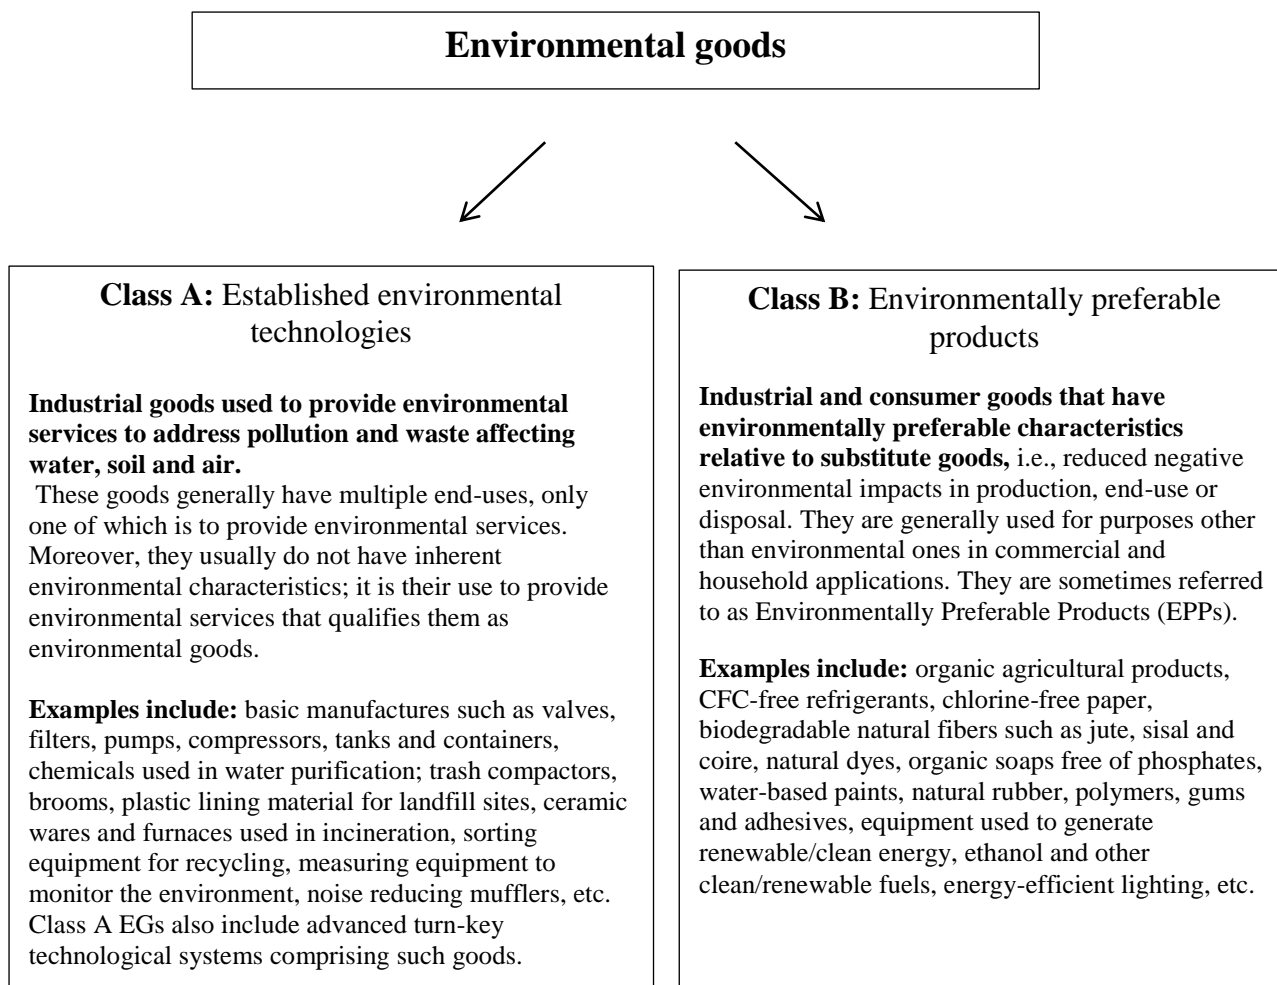 Environmental goods
Class A: Established environmental
technologies
Industrial goods used to provide environmental
services to address pollution and waste affecting
water, soil and air.
These goods generally have multiple end-uses, only
one of which is to provide environmental services.
Moreover, they usually do not have inherent
environmental characteristics; it is their use to provide
environmental services that qualifies them as
environmental goods.
Examples include: basic manufactures such as valves,
filters, pumps, compressors, tanks and containers,
chemicals used in water purification; trash compactors,
brooms, plastic lining material for landfill sites, ceramic
wares and furnaces used in incineration, sorting
equipment for recycling, measuring equipment to
monitor the environment, noise reducing mufflers, etc.
Class A EGs also include advanced turn-key
technological systems comprising such goods.
Class B: Environmentally preferable
products
Industrial and consumer goods that have
environmentally preferable characteristics
relative to substitute goods, i.e., reduced negative
environmental impacts in production, end-use or
disposal. They are generally used for purposes other
than environmental ones in commercial and
household applications. They are sometimes referred
to as Environmentally Preferable Products (EPPs).
Examples include: organic agricultural products,
CFC-free refrigerants, chlorine-free paper,
biodegradable natural fibers such as jute, sisal and
coire, natural dyes, organic soaps free of phosphates,
water-based paints, natural rubber, polymers, gums
and adhesives, equipment used to generate
renewable/clean energy, ethanol and other
clean/renewable fuels, energy-efficient lighting, etc.